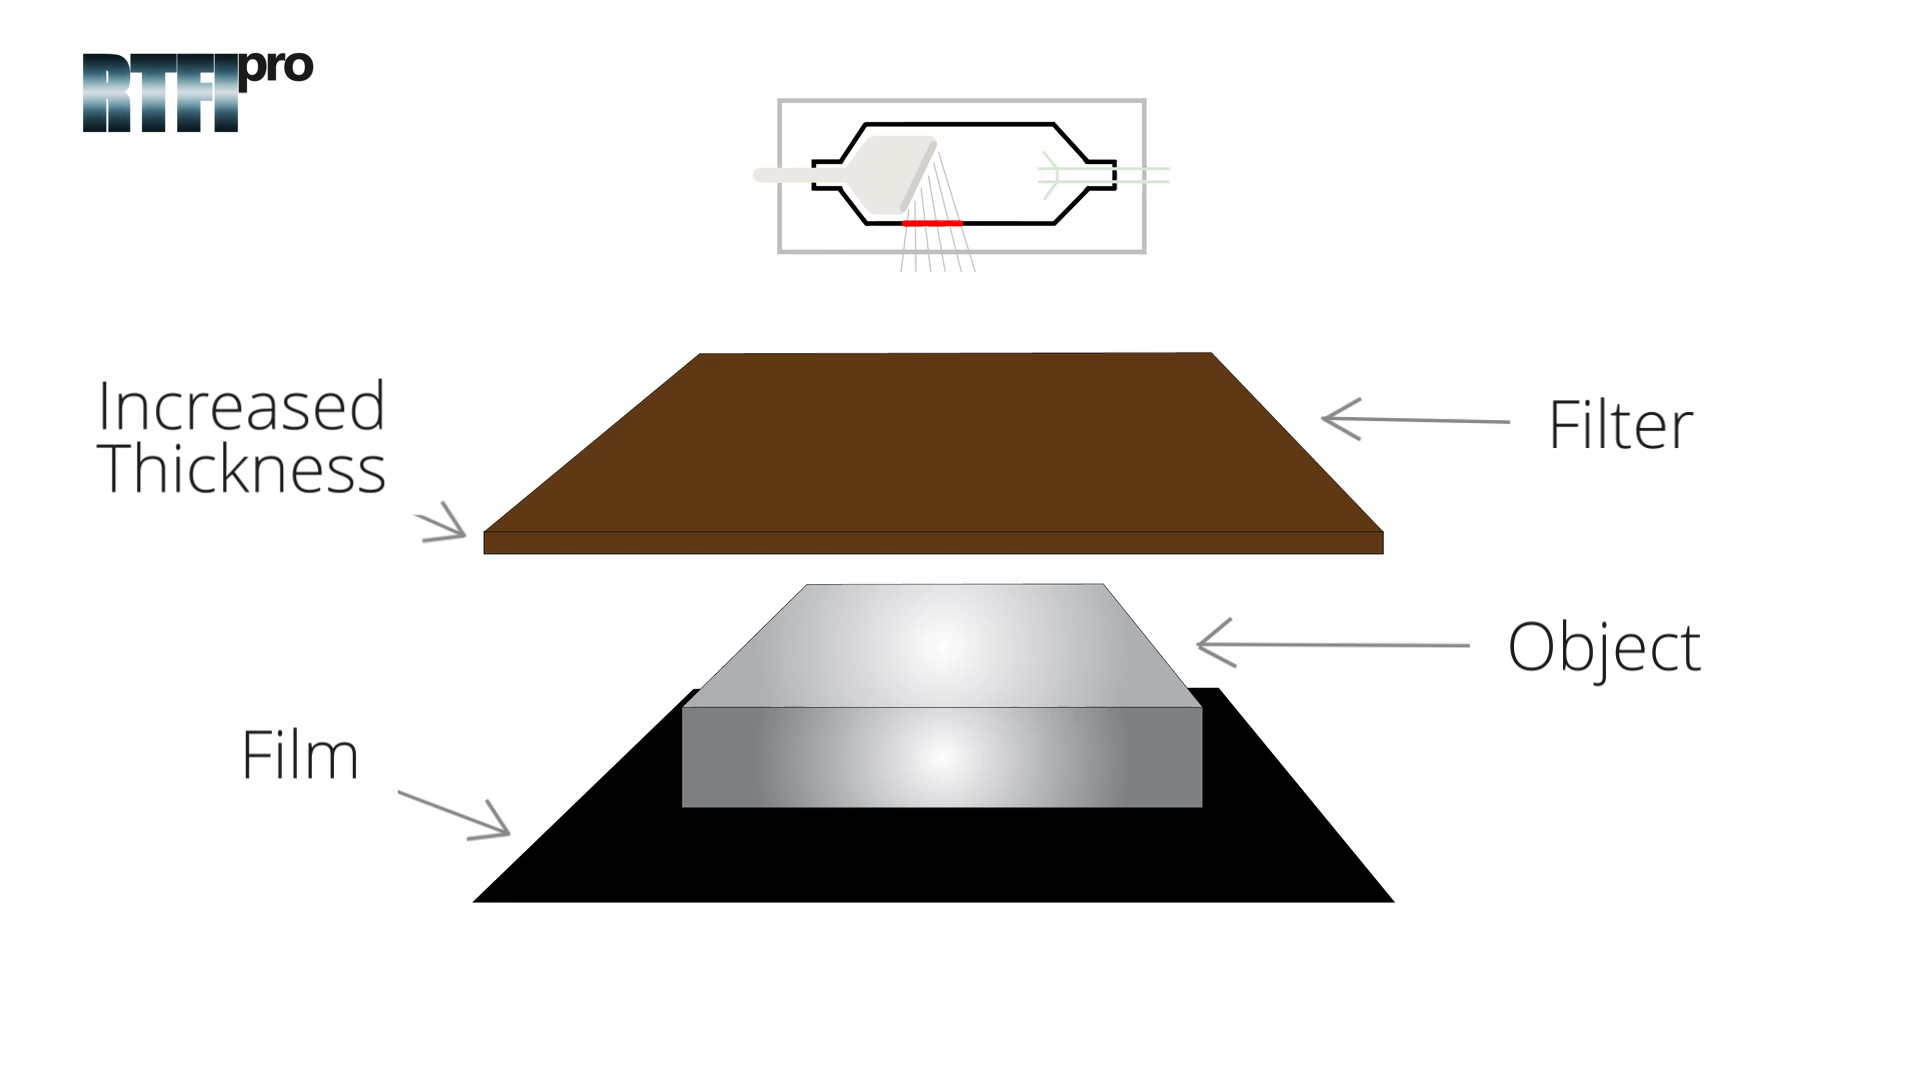 RTFIpro
Increased
Thickness
Filter
Object
Film